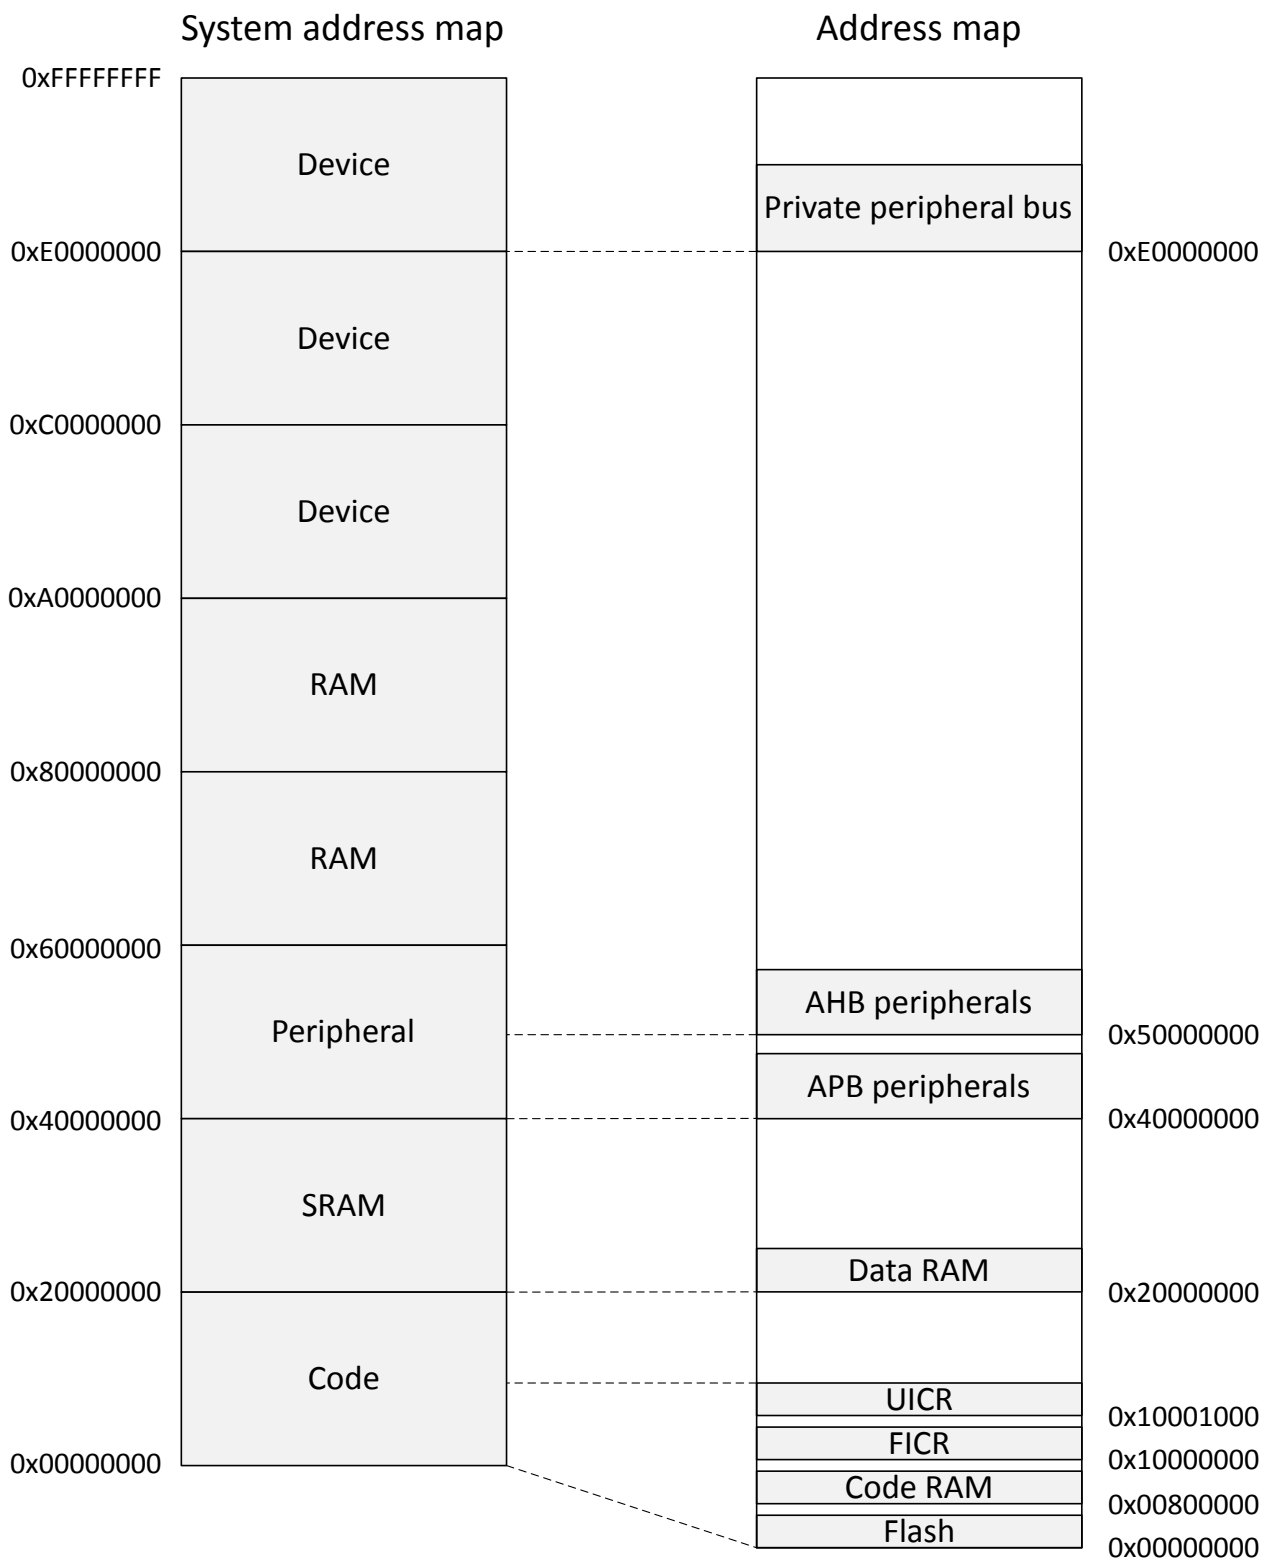 System address map
0xFFFFFFFF
Device
0xE0000000
Device
0xC0000000
Device
0xA0000000
RAM
0x80000000
RAM
0x60000000
Peripheral
0x40000000
SRAM
0x20000000
Code
0x00000000
Address map
Private peripheral bus
0xE0000000
AHB peripherals
0x50000000
APB peripherals
0x40000000
Data RAM
0x20000000
UICR
0x10001000
FICR
0x10000000
Code RAM
0x00800000
Flash
0x00000000